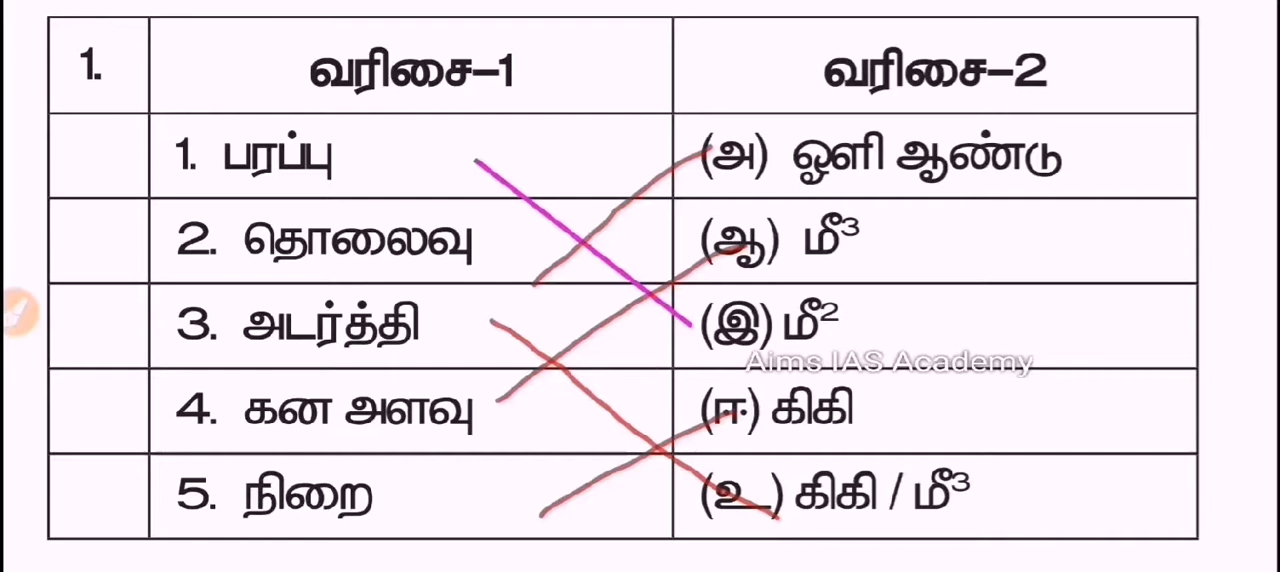 1. வரிசை-1 வரிசை-2
1. பரப்பு (அ) ஒளி ஆண்டு
2. தொலைவு (ஆ) மீ³
3. அடர்த்தி (இ) மீ²
Aims IAS Academy
4. கன அளவு (ஈ) கிகி
5. நிறை (உ) கிகி / மீ³